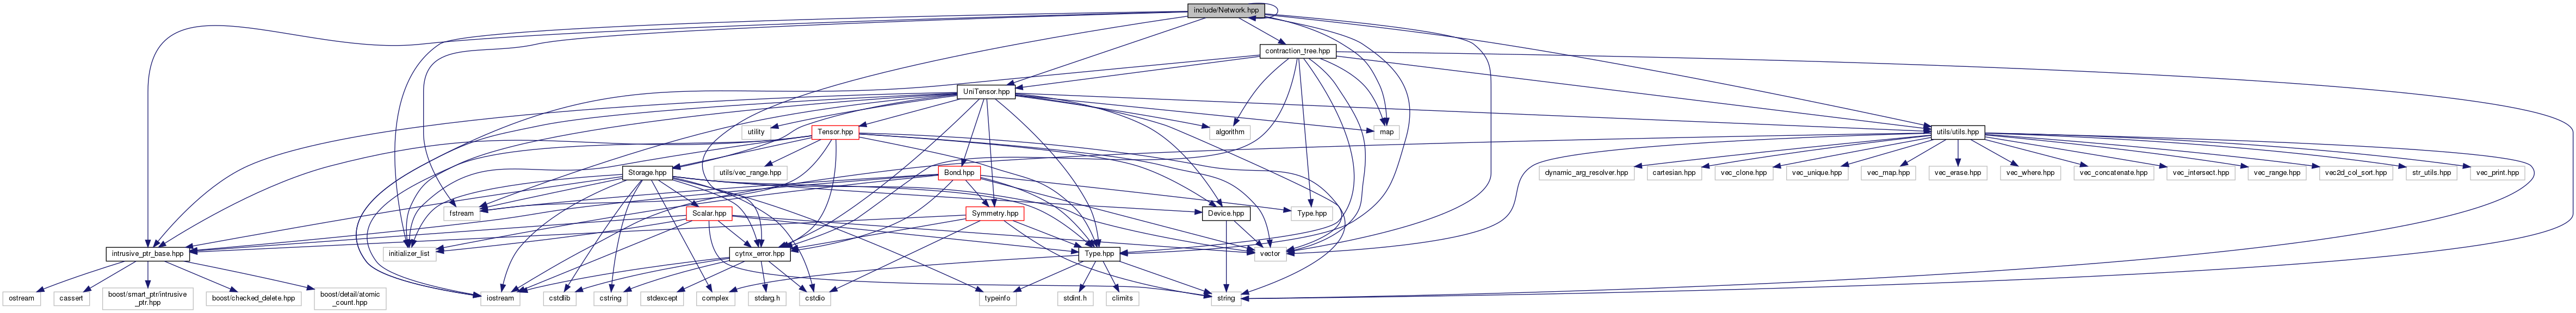 include/Network.hpp
contraction_tree.hpp
UniTensor.hpp
utility
Tensor.hpp
algorithm
map
utils/utils.hpp
utils/vec_range.hpp
Storage.hpp
Bond.hpp
dynamic_arg_resolver.hpp
cartesian.hpp
vec_clone.hpp
vec_unique.hpp
vec_map.hpp
vec_erase.hpp
vec_where.hpp
vec_concatenate.hpp
vec_intersect.hpp
vec_range.hpp
vec2d_col_sort.hpp
str_utils.hpp
vec_print.hpp
fstream
Scalar.hpp
Symmetry.hpp
Device.hpp
Type.hpp
intrusive_ptr_base.hpp
initializer_list
cytnx_error.hpp
Type.hpp
vector
ostream
cassert
boost/smart_ptr/intrusive
_ptr.hpp
boost/checked_delete.hpp
boost/detail/atomic
_count.hpp
iostream
cstdlib
cstring
stdexcept
complex
stdarg.h
cstdio
typeinfo
stdint.h
climits
string